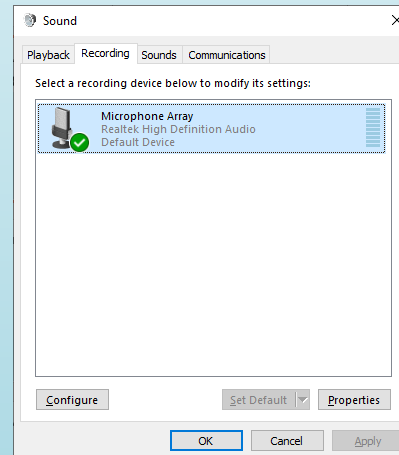 Sound
Playback Recording Sounds Communications
Select a recording device below to modify its settings:
Microphone Array
Realtek High Definition Audio
Default Device
Configure Set Default Properties
OK Cancel Apply